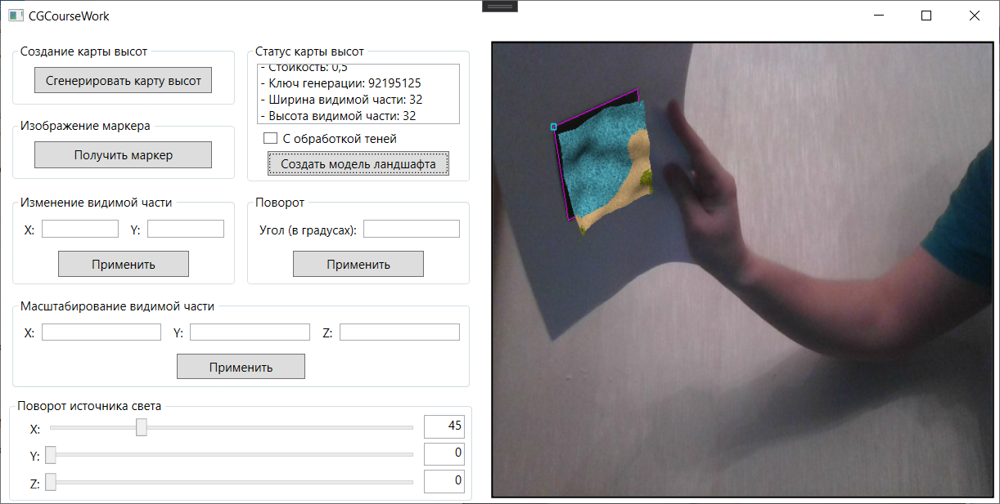 CGCourseWork
Создание карты высот
Сгенерировать карту высот
Статус карты высот
- Стойкость: 0,5
- Ключ генерации: 92195125
- Ширина видимой части: 32
- Высота видимой части: 32
С обработкой теней
Создать модель ландшафта
Изображение маркера
Получить маркер
Изменение видимой части
X: Y:
Применить
Поворот
Угол (в градусах):
Применить
Масштабирование видимой части
X: Y: Z:
Применить
Поворот источника света
X: 45
Y: 0
Z: 0